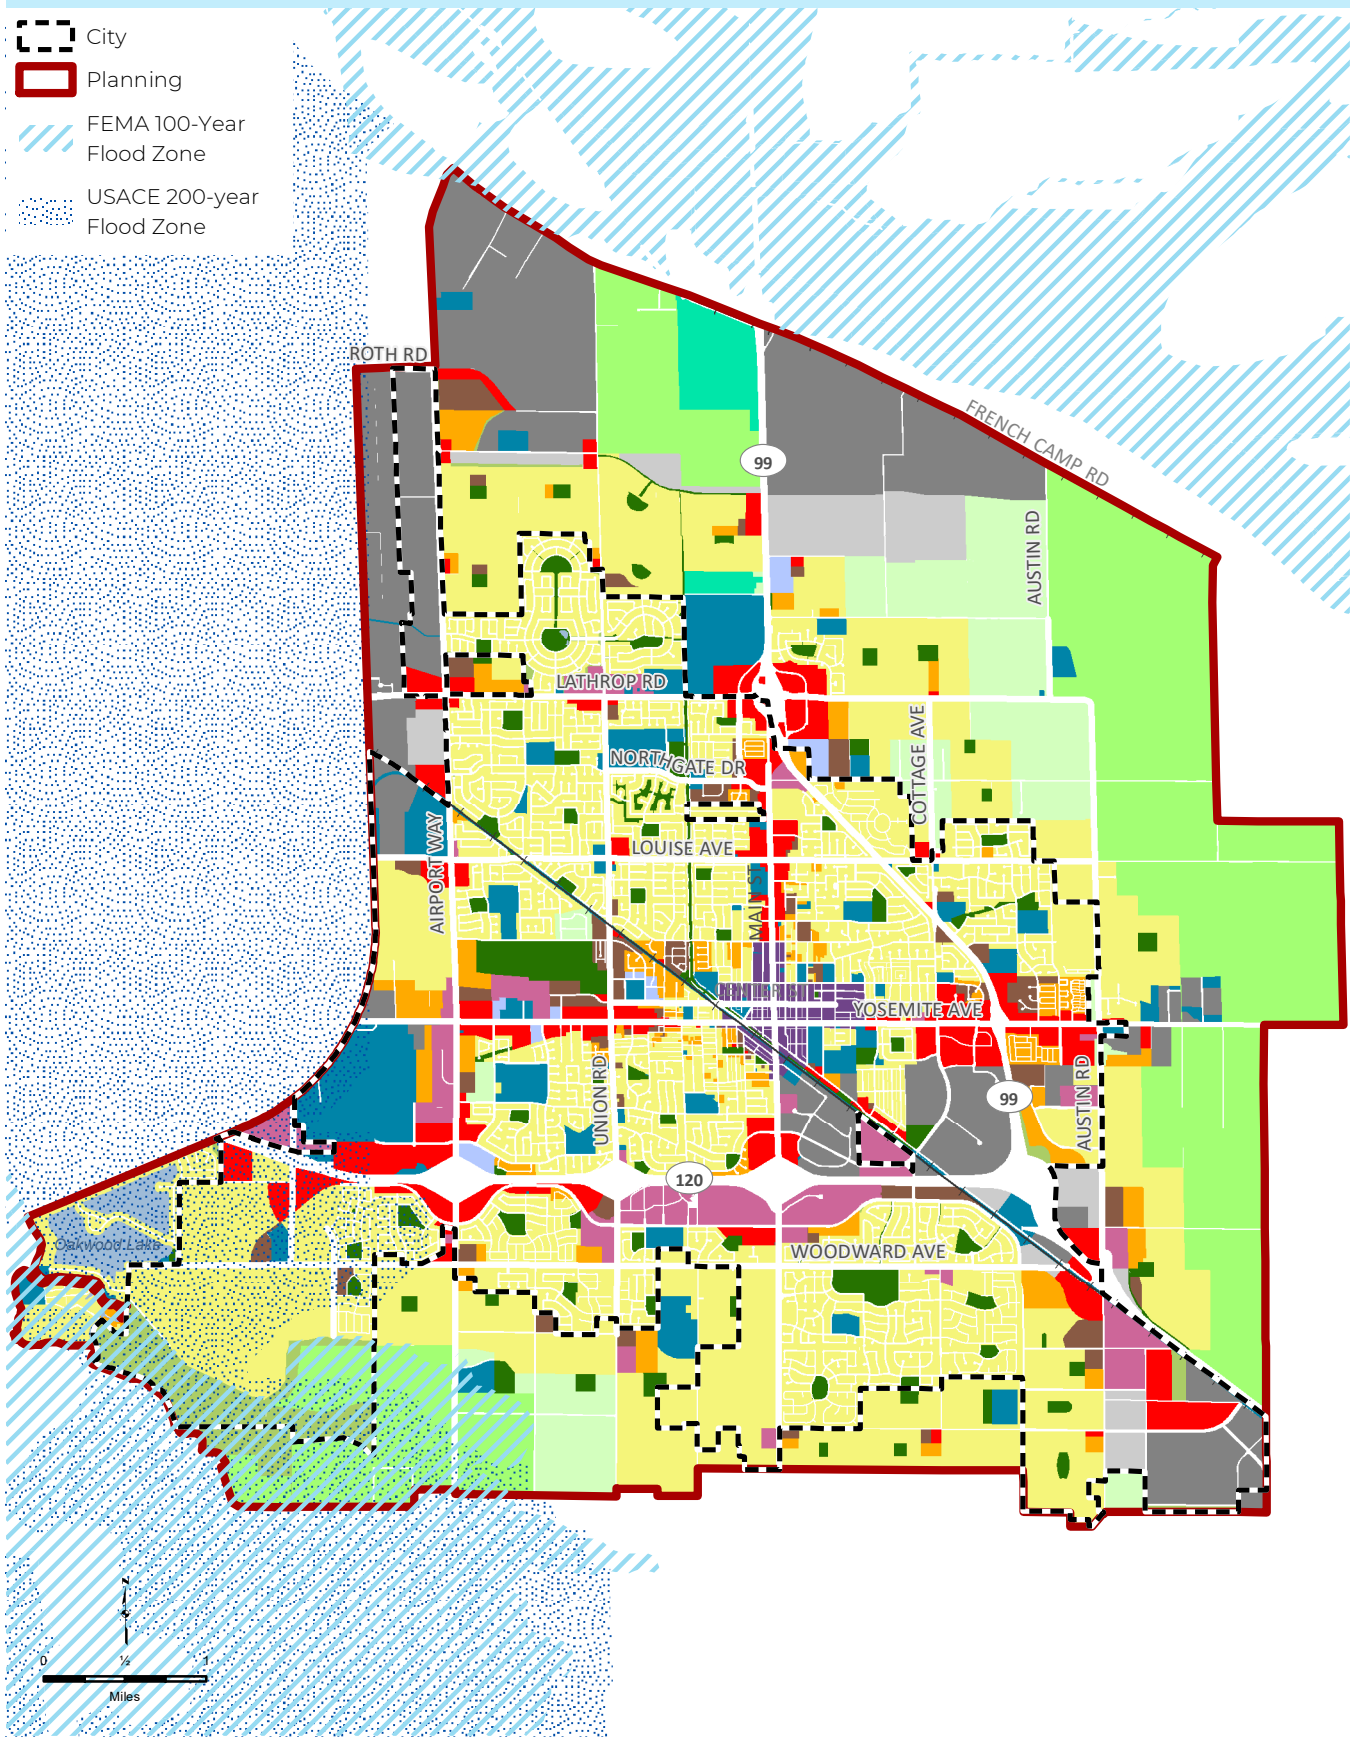 City
Planning
FEMA 100-Year
Flood Zone
USACE 200-year
Flood Zone
ROTH RD
FRENCH CAMP RD
99
AUSTIN RD
LATHROP RD
COTTAGE AVE
NORTHGATE DR
AIRPORT WAY
LOUISE AVE
MAIN ST
CENTER ST
YOSEMITE AVE
UNION RD
99
AUSTIN RD
120
Oakwood Lake
WOODWARD AVE
N
0 ½ 1
Miles